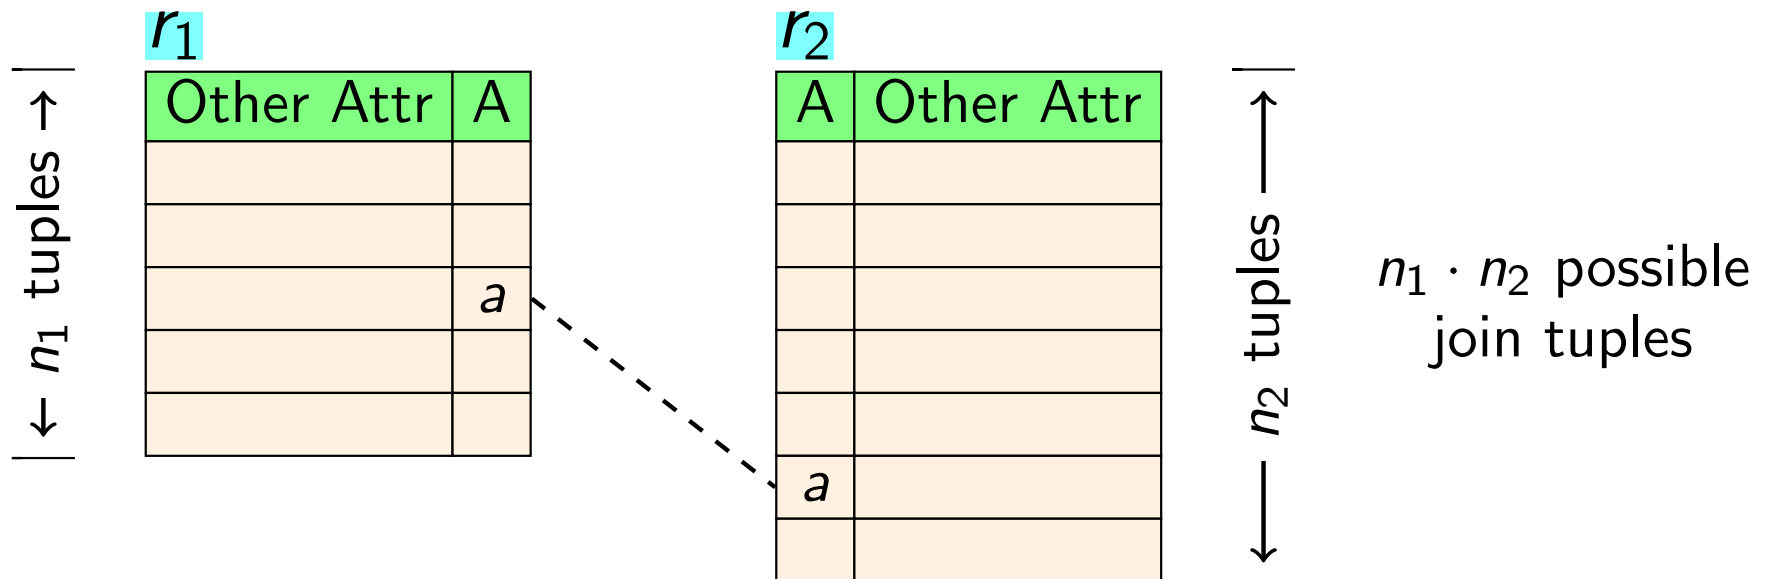 r₁
r₂
← n₁ tuples →
Other Attr A
a
A Other Attr
a
← n₂ tuples →
n₁ · n₂ possible
join tuples